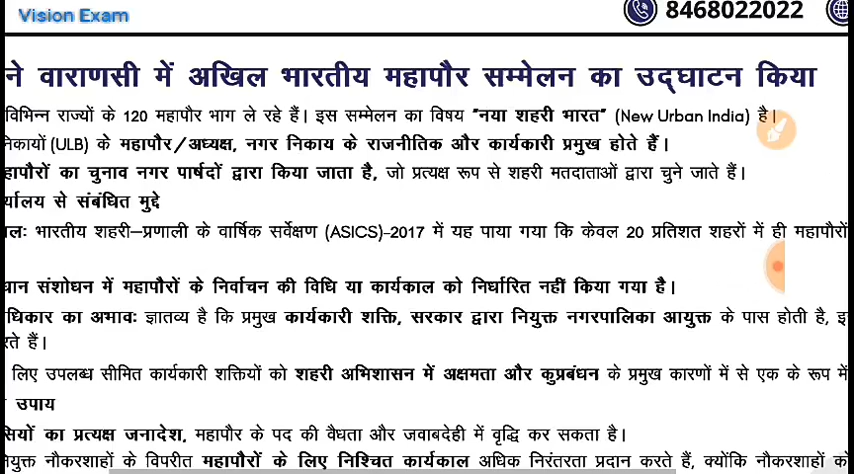 Vision Exam
8468022022
ने वाराणसी में अखिल भारतीय महापौर सम्मेलन का उद्घाटन किया
विभिन्न राज्यों के 120 महापौर भाग ले रहे हैं। इस सम्मेलन का विषय "नया शहरी भारत" (New Urban India) है।
निकायों (ULB) के महापौर/अध्यक्ष, नगर निकाय के राजनीतिक और कार्यकारी प्रमुख होते हैं।
हापौरों का चुनाव नगर पार्षदों द्वारा किया जाता है, जो प्रत्यक्ष रूप से शहरी मतदाताओं द्वारा चुने जाते हैं।
र्यालय से संबंधित मुद्दे
लः भारतीय शहरी–प्रणाली के वार्षिक सर्वेक्षण (ASICS)-2017 में यह पाया गया कि केवल 20 प्रतिशत शहरों में ही महापौरों
धान संशोधन में महापौरों के निर्वाचन की विधि या कार्यकाल को निर्धारित नहीं किया गया है।
धिकार का अभावः ज्ञातव्य है कि प्रमुख कार्यकारी शक्ति, सरकार द्वारा नियुक्त नगरपालिका आयुक्त के पास होती है, इ
रते हैं।
लिए उपलब्ध सीमित कार्यकारी शक्तियों को शहरी अभिशासन में अक्षमता और कुप्रबंधन के प्रमुख कारणों में से एक के रूप में
उपाय
सियों का प्रत्यक्ष जनादेश, महापौर के पद की वैधता और जवाबदेही में वृद्धि कर सकता है।
नियुक्त नौकरशाहों के विपरीत महापौरों के लिए निश्चित कार्यकाल अधिक निरंतरता प्रदान करते हैं, क्योंकि नौकरशाहों को